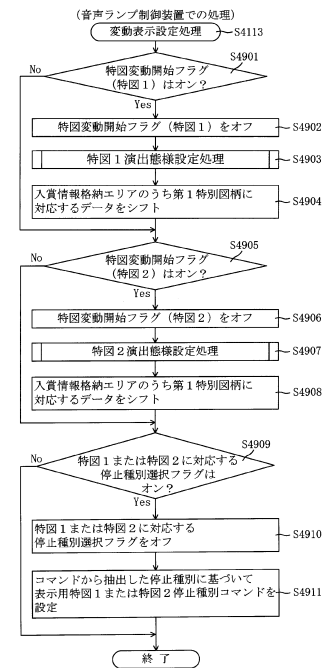 (音声ランプ制御装置での処理)
変動表示設定処理
S4113
S4901
No
特図変動開始フラグ
(特図1)はオン?
Yes
特図変動開始フラグ(特図1)をオフ
S4902
特図1演出態様設定処理
S4903
入賞情報格納エリアのうち第1特別図柄に
対応するデータをシフト
S4904
S4905
No
特図変動開始フラグ
(特図2)はオン?
Yes
特図変動開始フラグ(特図2)をオフ
S4906
特図2演出態様設定処理
S4907
入賞情報格納エリアのうち第1特別図柄に
対応するデータをシフト
S4908
S4909
No
特図1または特図2に対応する
停止種別選択フラグは
オン?
Yes
特図1または特図2に対応する
停止種別選択フラグをオフ
S4910
コマンドから抽出した停止種別に基づいて
表示用特図1または特図2停止種別コマンドを
設定
S4911
終了